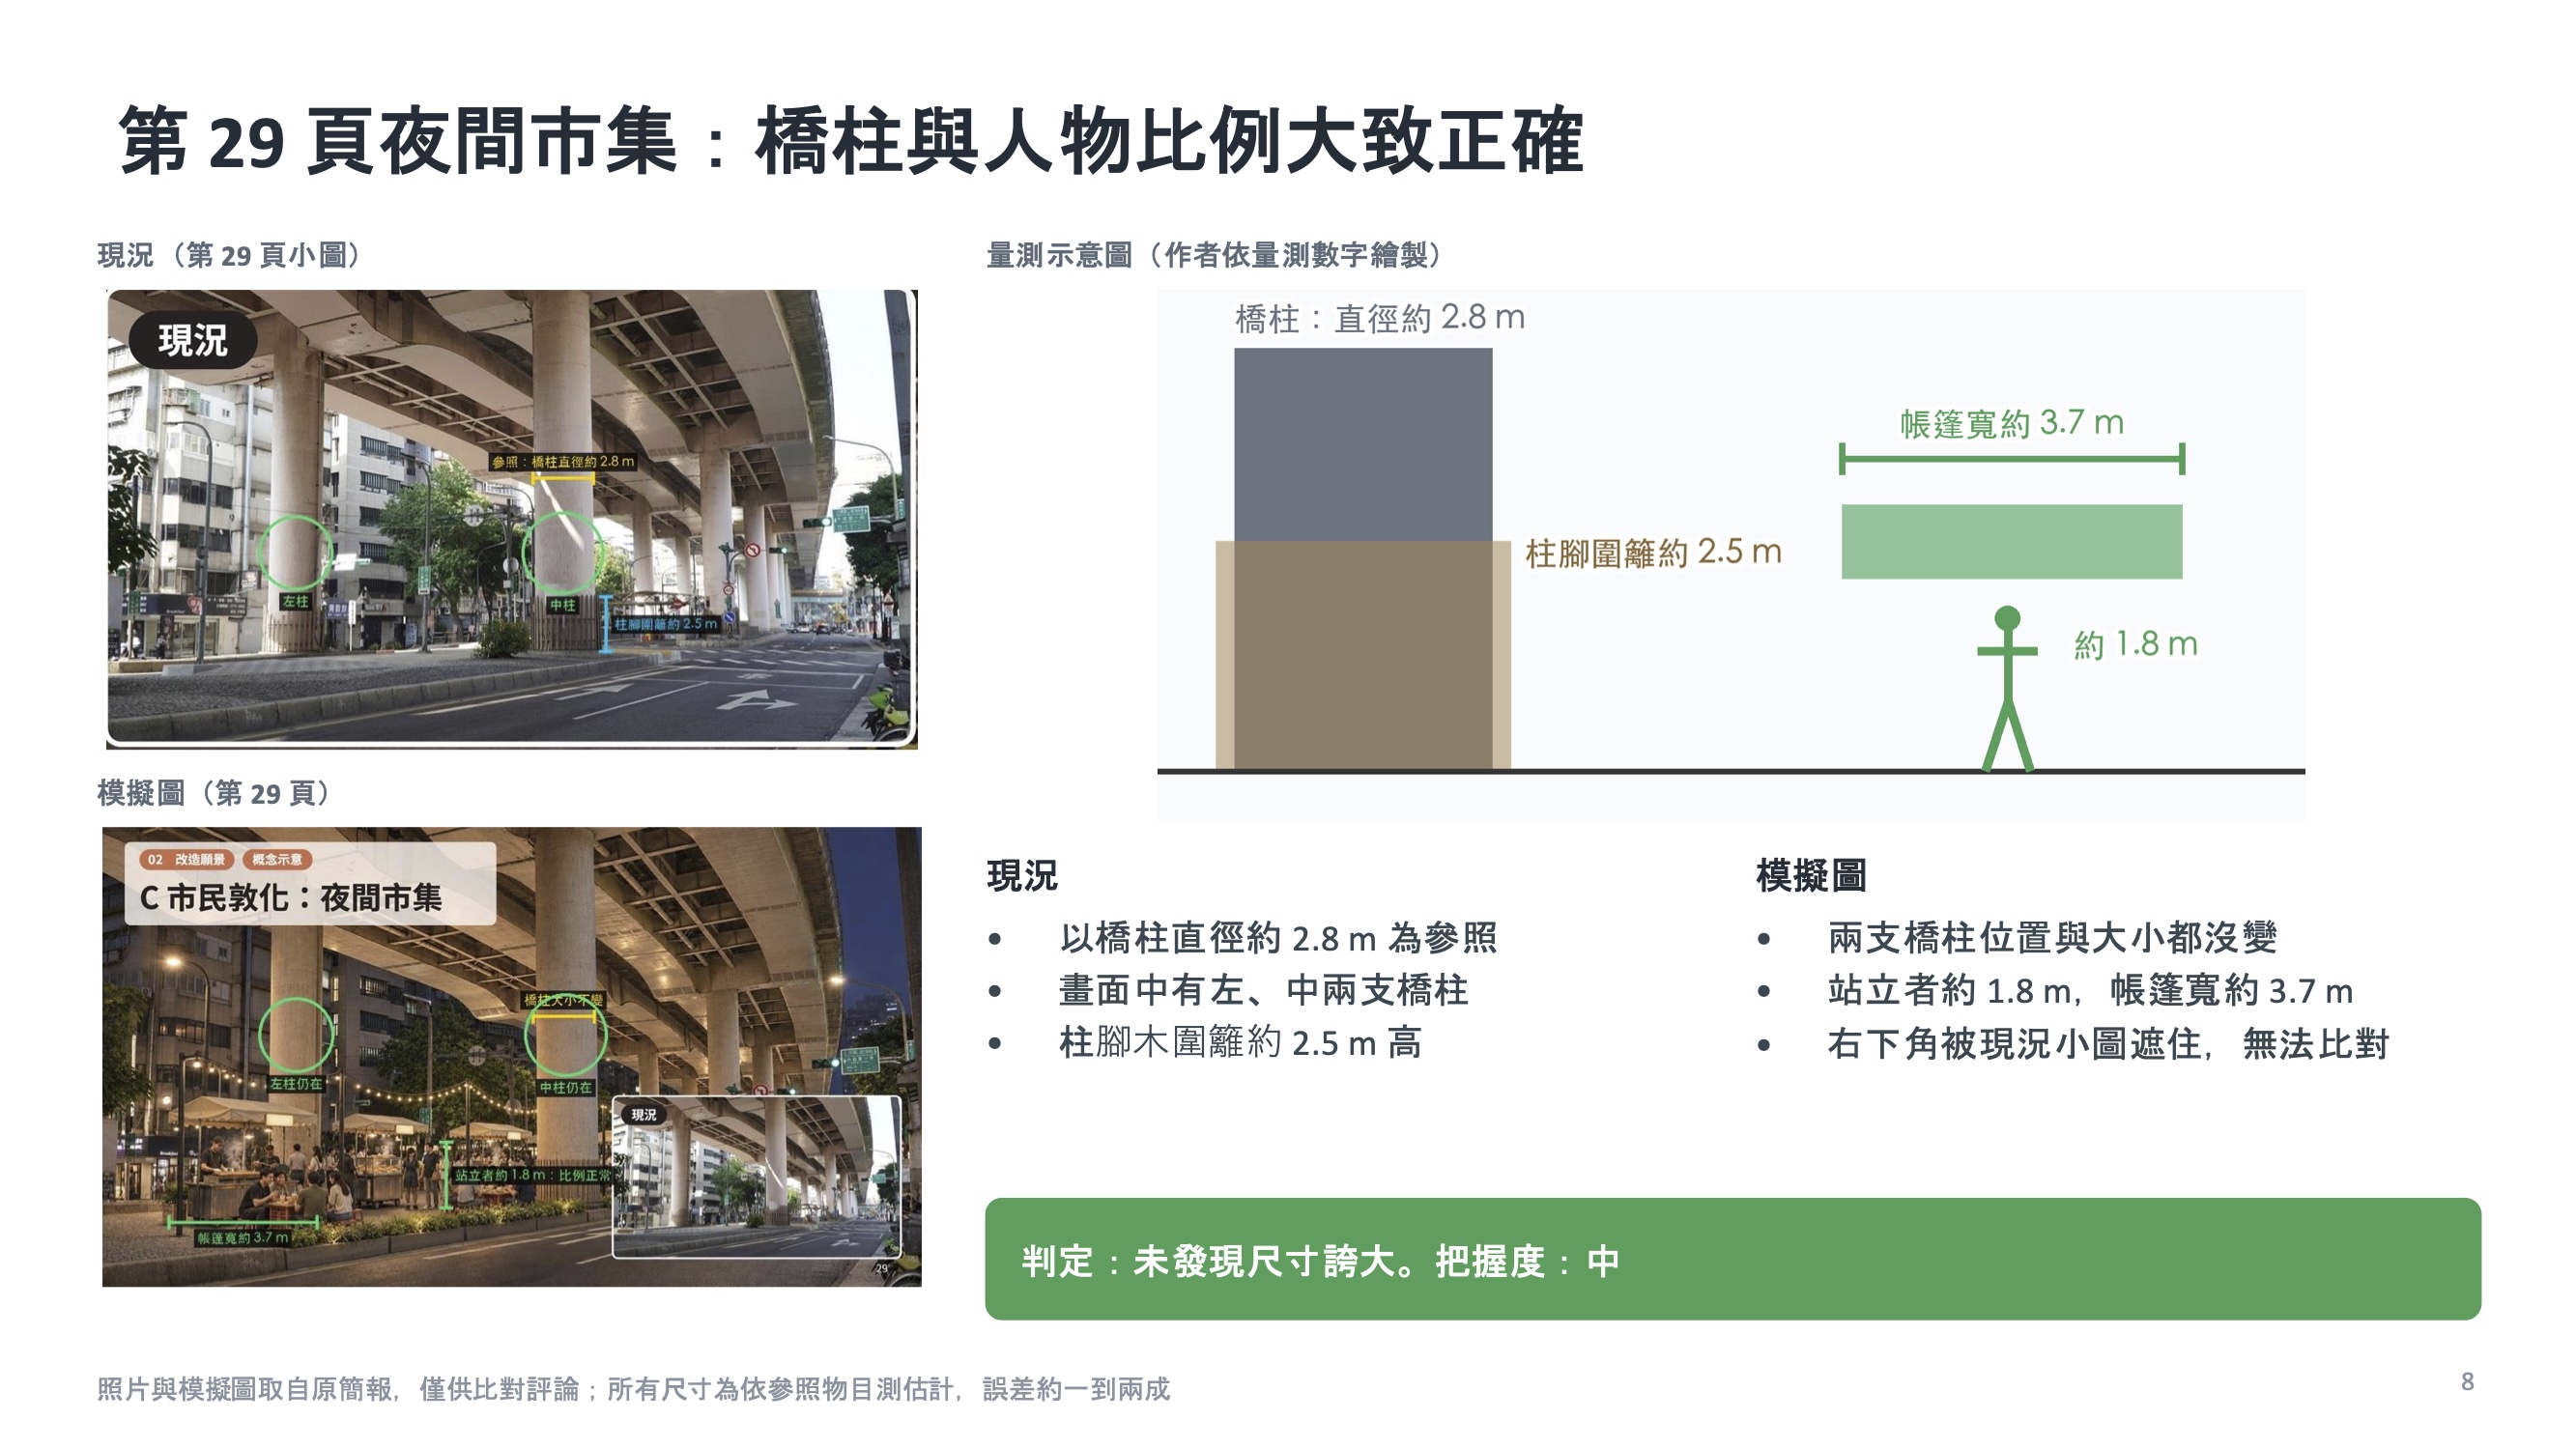 第 29 頁夜間市集：橋柱與人物比例大致正確
現況（第 29 頁小圖）
現況
參照：橋柱直徑約 2.8 m
左柱
中柱
柱腳圍籬約 2.5 m
模擬圖（第 29 頁）
02 改造願景 概念示意
C 市民敦化：夜間市集
橋柱大小不變
左柱仍在
中柱仍在
現況
站立者約 1.8 m：比例正常
帳篷寬約 3.7 m
29
量測示意圖（作者依量測數字繪製）
橋柱：直徑約 2.8 m
帳篷寬約 3.7 m
柱腳圍籬約 2.5 m
約 1.8 m
現況
• 以橋柱直徑約 2.8 m 為參照
• 畫面中有左、中兩支橋柱
• 柱腳木圍籬約 2.5 m 高
模擬圖
• 兩支橋柱位置與大小都沒變
• 站立者約 1.8 m，帳篷寬約 3.7 m
• 右下角被現況小圖遮住，無法比對
判定：未發現尺寸誇大。把握度：中
照片與模擬圖取自原簡報，僅供比對評論；所有尺寸為依參照物目測估計，誤差約一到兩成
8